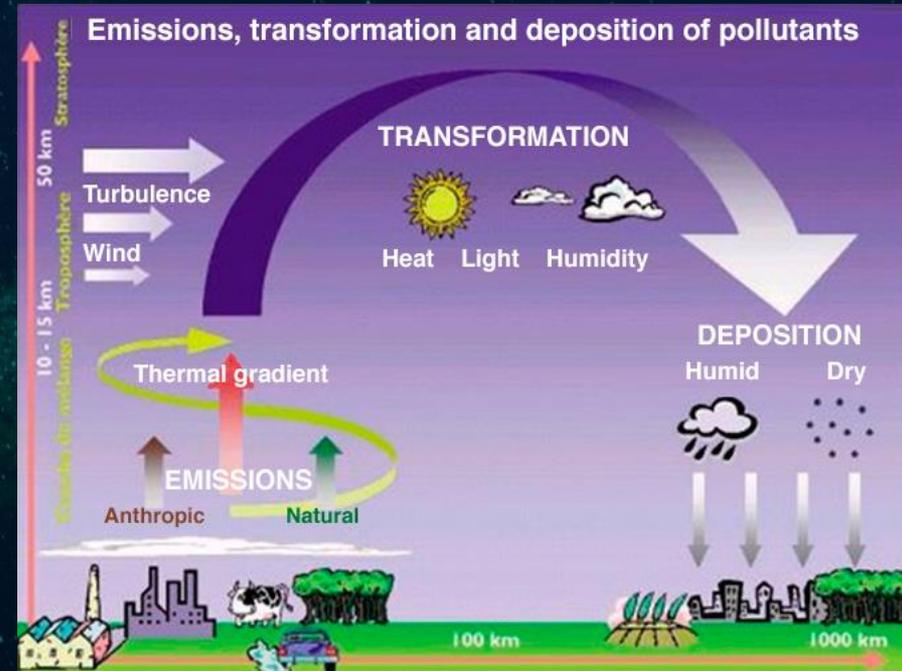 Emissions, transformation and deposition of pollutants
Stratosphère
50 km
Troposphère
10 - 15 km
Couche de mélange
Turbulence
Wind
TRANSFORMATION
Heat Light Humidity
Thermal gradient
EMISSIONS
Anthropic Natural
DEPOSITION
Humid Dry
100 km
1000 km